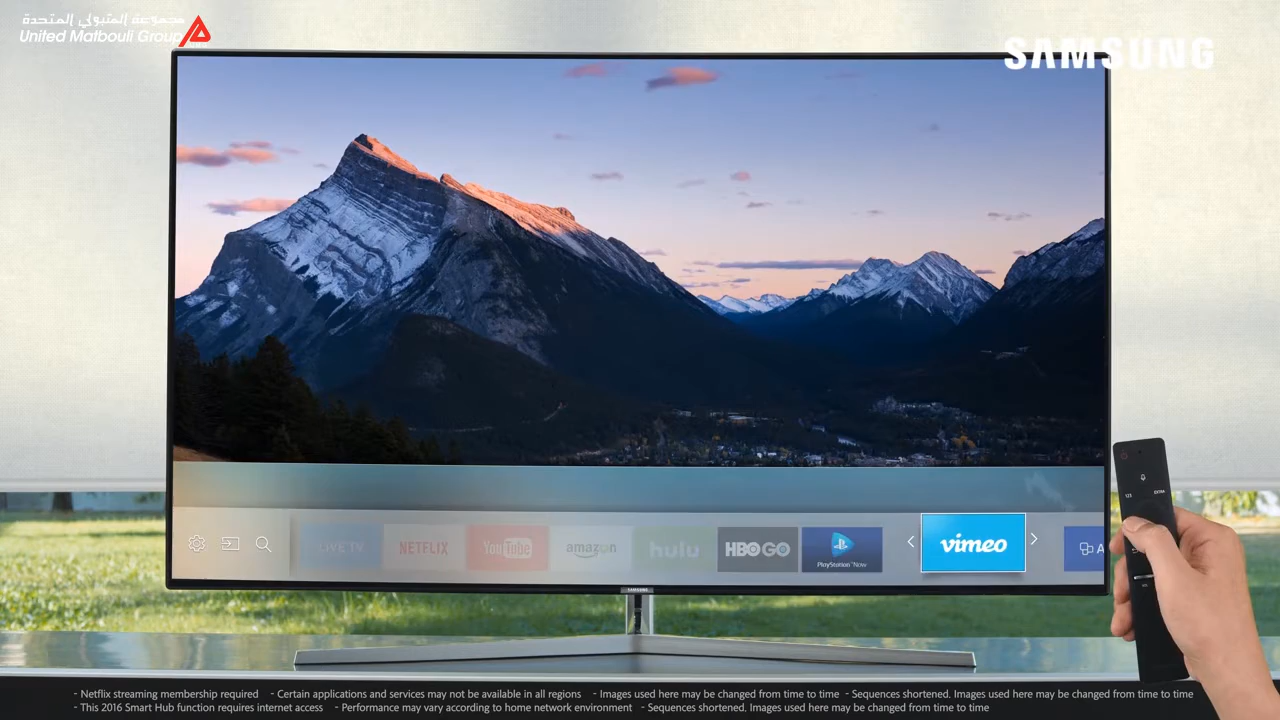 مجموعة المتبولي المتحدة
United Matbouli Group
SAMSUNG
LIVE TV
NETFLIX
YouTube
amazon
hulu
HBO GO
PlayStation Now
vimeo
A
SAMSUNG
123
EXTRA
- Netflix streaming membership required - Certain applications and services may not be available in all regions - Images used here may be changed from time to time - Sequences shortened. Images used here may be changed from time to time
- This 2016 Smart Hub function requires internet access - Performance may vary according to home network environment - Sequences shortened. Images used here may be changed from time to time